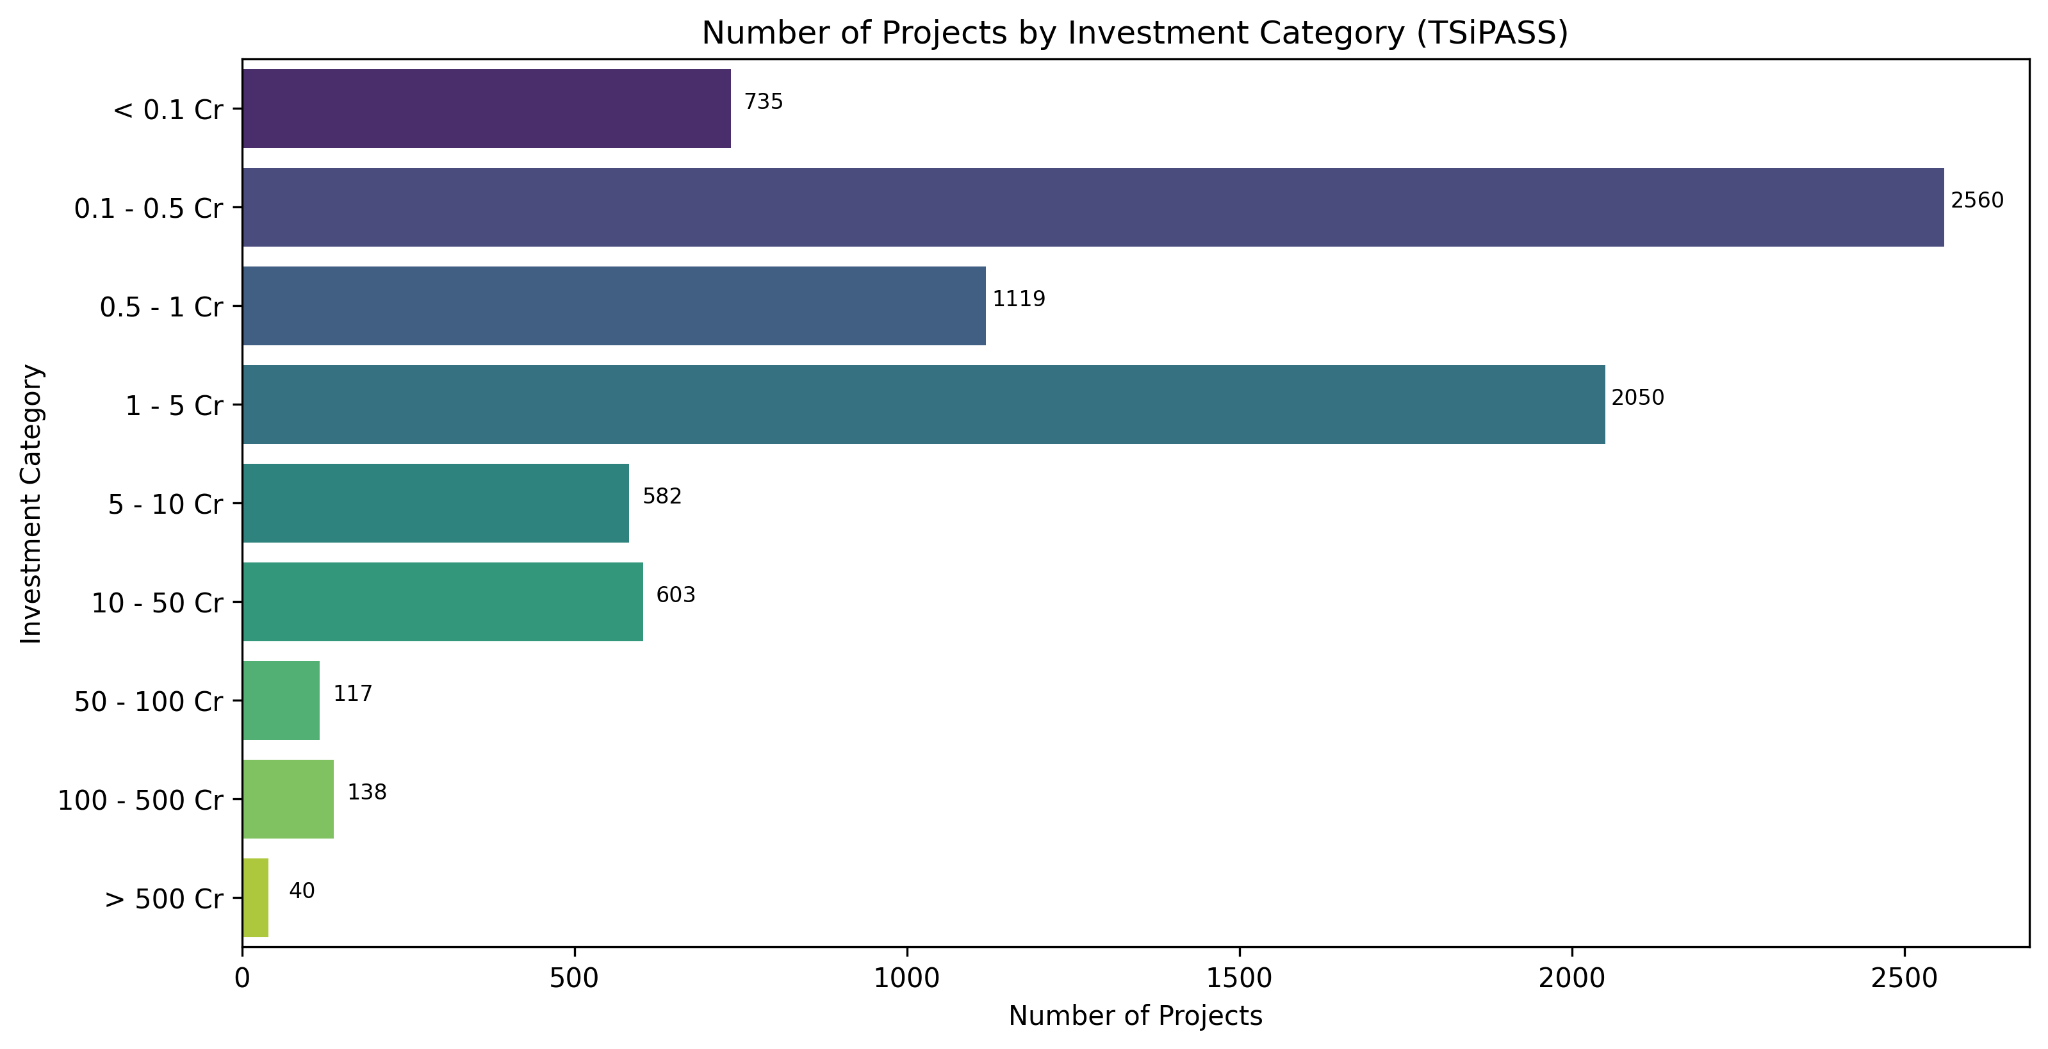 Number of Projects by Investment Category (TSiPASS)
Investment Category
< 0.1 Cr 735
0.1 - 0.5 Cr 2560
0.5 - 1 Cr 1119
1 - 5 Cr 2050
5 - 10 Cr 582
10 - 50 Cr 603
50 - 100 Cr 117
100 - 500 Cr 138
> 500 Cr 40
0 500 1000 1500 2000 2500
Number of Projects